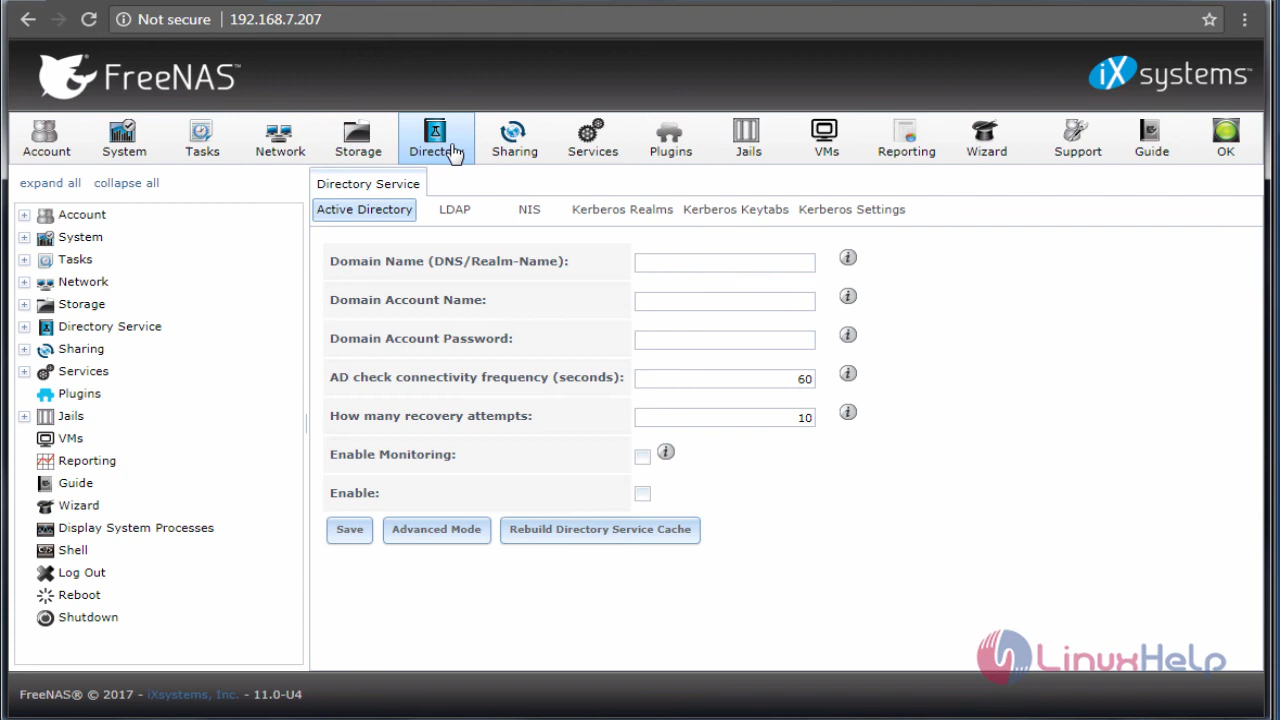 Not secure 192.168.7.207
FreeNAS™
iXsystems™
Account System Tasks Network Storage Directory Sharing Services Plugins Jails VMs Reporting Wizard Support Guide OK
expand all collapse all
Account
System
Tasks
Network
Storage
Directory Service
Sharing
Services
Plugins
Jails
VMs
Reporting
Guide
Wizard
Display System Processes
Shell
Log Out
Reboot
Shutdown
Directory Service
Active Directory LDAP NIS Kerberos Realms Kerberos Keytabs Kerberos Settings
Domain Name (DNS/Realm-Name):
Domain Account Name:
Domain Account Password:
AD check connectivity frequency (seconds): 60
How many recovery attempts: 10
Enable Monitoring:
Enable:
Save Advanced Mode Rebuild Directory Service Cache
LinuxHelp
FreeNAS® © 2017 - iXsystems, Inc. - 11.0-U4